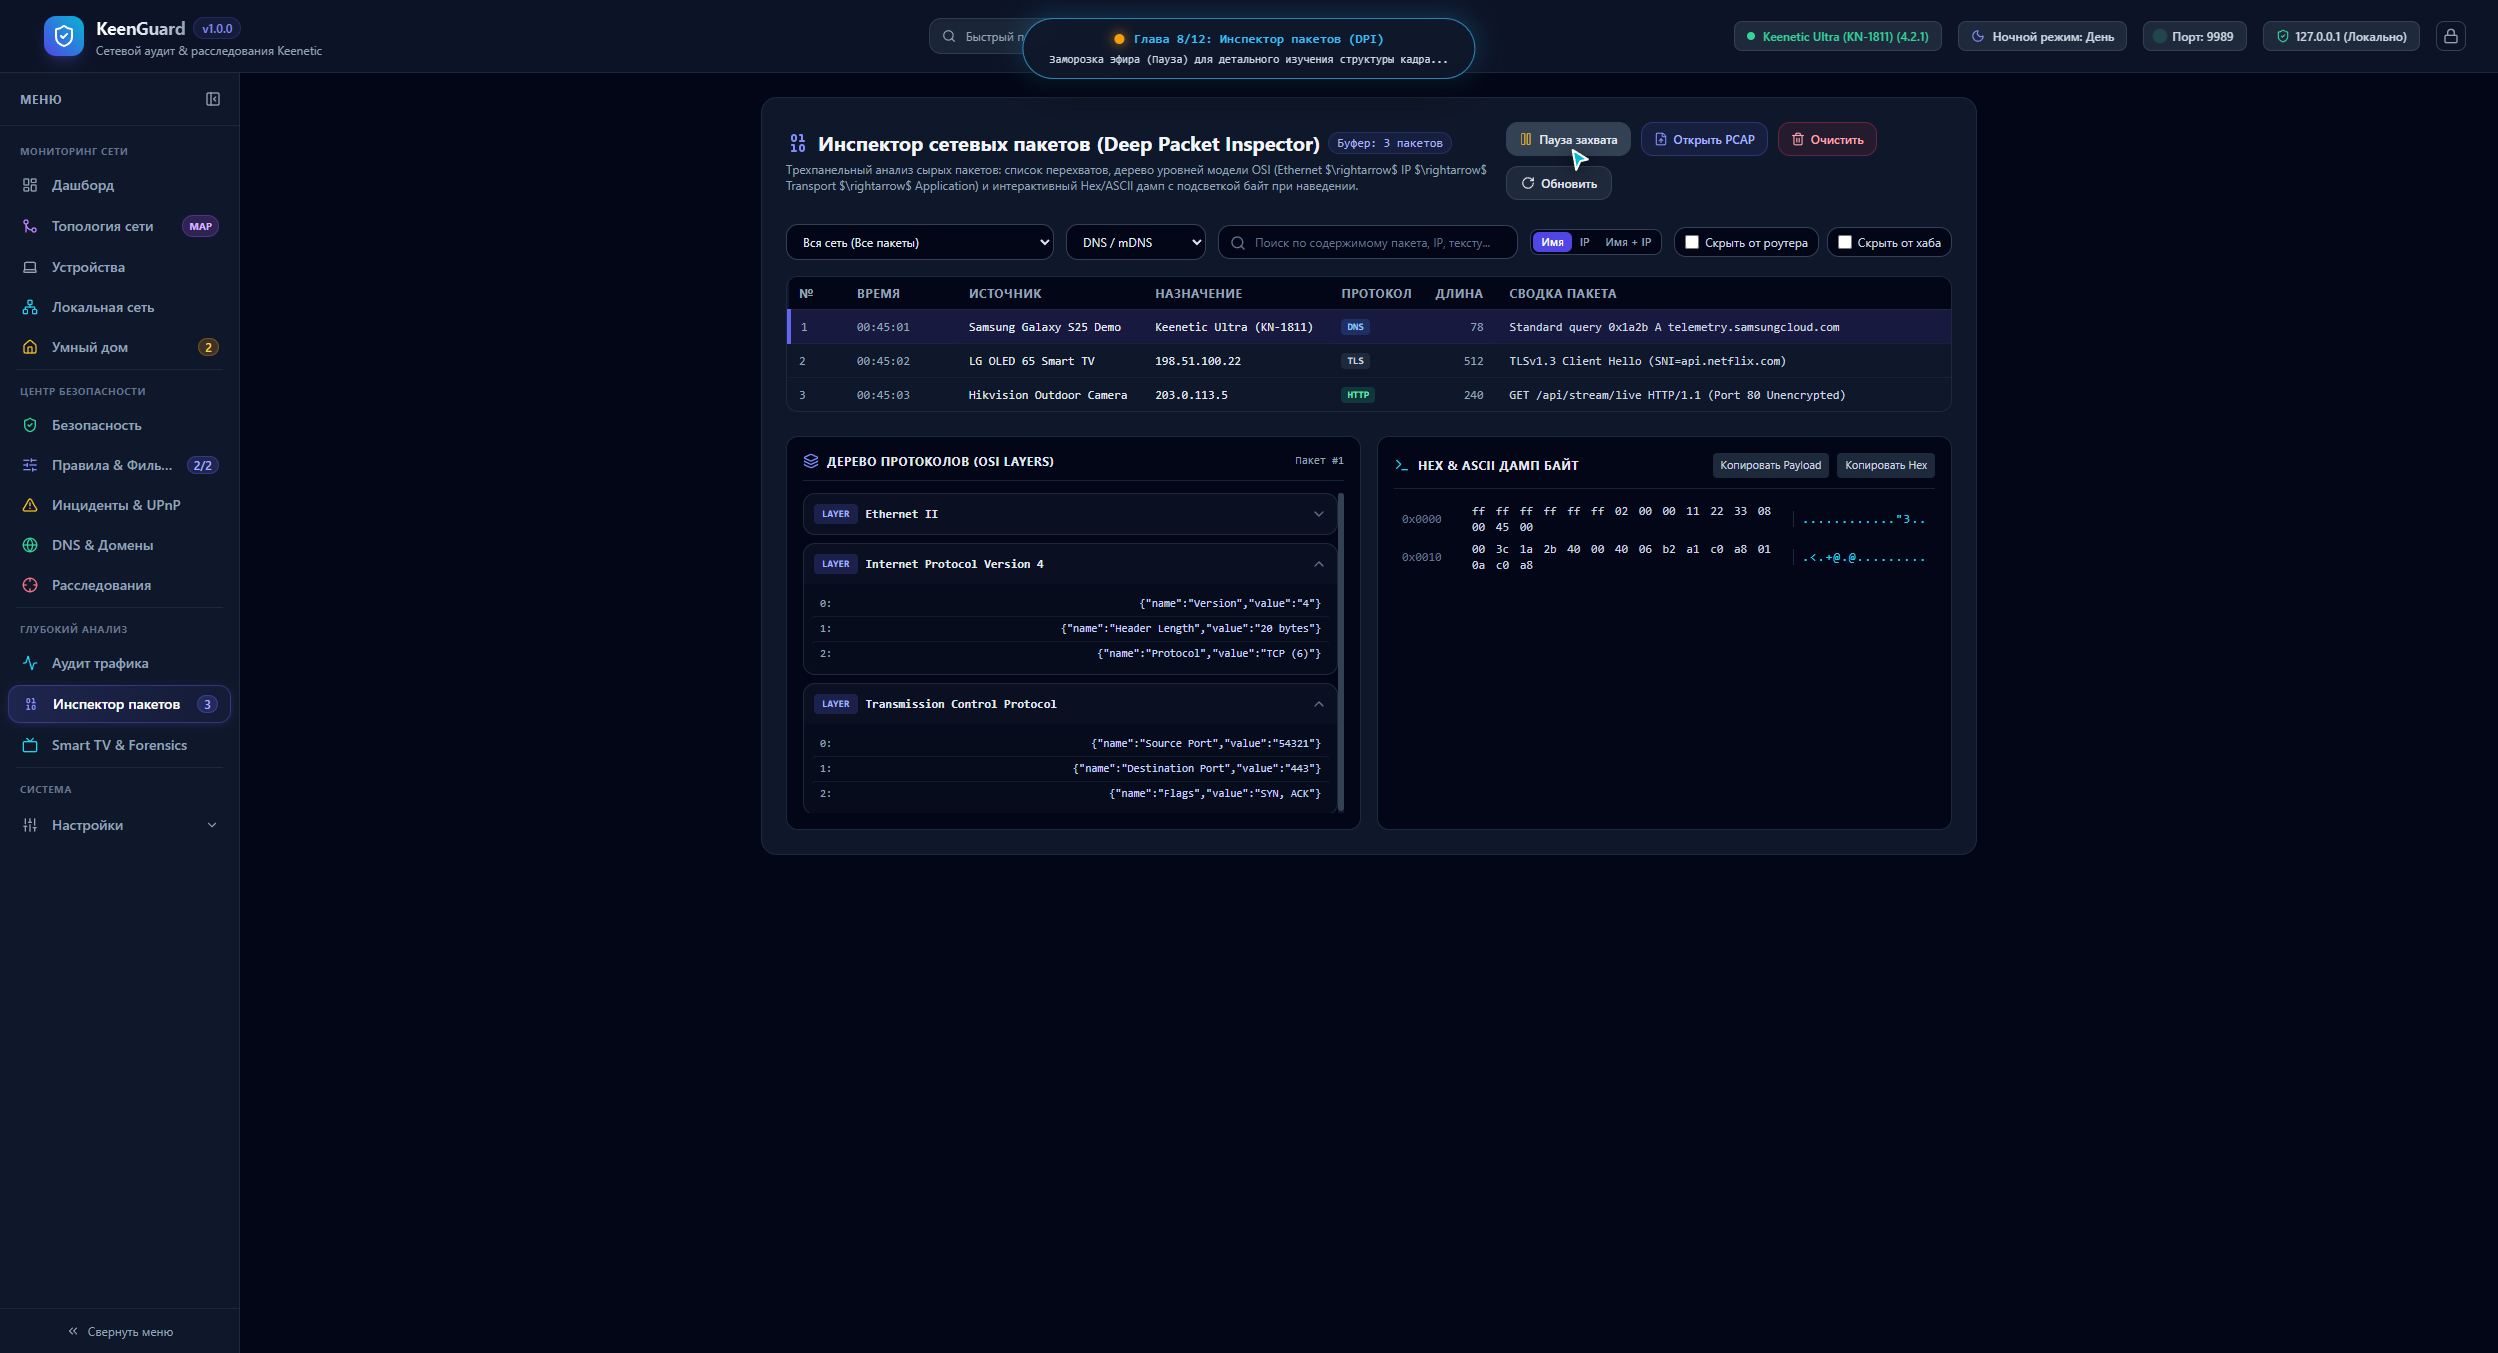 KeenGuard v1.0.0
Сетевой аудит & расследования Keenetic
Быстрый п
Глава 8/12: Инспектор пакетов (DPI)
Заморозка эфира (Пауза) для детального изучения структуры кадра...
Keenetic Ultra (KN-1811) (4.2.1)
Ночной режим: День
Порт: 9989
127.0.0.1 (Локально)
МЕНЮ
МОНИТОРИНГ СЕТИ
Дашборд
Топология сети MAP
Устройства
Локальная сеть
Умный дом 2
ЦЕНТР БЕЗОПАСНОСТИ
Безопасность
Правила & Филь... 2/2
Инциденты & UPnP
DNS & Домены
Расследования
ГЛУБОКИЙ АНАЛИЗ
Аудит трафика
Инспектор пакетов 3
Smart TV & Forensics
СИСТЕМА
Настройки
Свернуть меню
Инспектор сетевых пакетов (Deep Packet Inspector) Буфер: 3 пакетов
Трехпанельный анализ сырых пакетов: список перехватов, дерево уровней модели OSI (Ethernet $\rightarrow$ IP $\rightarrow$
Transport $\rightarrow$ Application) и интерактивный Hex/ASCII дамп с подсветкой байт при наведении.
Пауза захвата
Открыть PCAP
Очистить
Обновить
Вся сеть (Все пакеты)
DNS / mDNS
Поиск по содержимому пакета, IP, тексту...
Имя IP Имя + IP
Скрыть от роутера
Скрыть от хаба
№ ВРЕМЯ ИСТОЧНИК НАЗНАЧЕНИЕ ПРОТОКОЛ ДЛИНА СВОДКА ПАКЕТА
1 00:45:01 Samsung Galaxy S25 Demo Keenetic Ultra (KN-1811) DNS 78 Standard query 0x1a2b A telemetry.samsungcloud.com
2 00:45:02 LG OLED 65 Smart TV 198.51.100.22 TLS 512 TLSv1.3 Client Hello (SNI=api.netflix.com)
3 00:45:03 Hikvision Outdoor Camera 203.0.113.5 HTTP 240 GET /api/stream/live HTTP/1.1 (Port 80 Unencrypted)
ДЕРЕВО ПРОТОКОЛОВ (OSI LAYERS) Пакет #1
LAYER Ethernet II
LAYER Internet Protocol Version 4
0: {"name":"Version","value":"4"}
1: {"name":"Header Length","value":"20 bytes"}
2: {"name":"Protocol","value":"TCP (6)"}
LAYER Transmission Control Protocol
0: {"name":"Source Port","value":"54321"}
1: {"name":"Destination Port","value":"443"}
2: {"name":"Flags","value":"SYN, ACK"}
HEX & ASCII ДАМП БАЙТ
Копировать Payload
Копировать Hex
0x0000 ff ff ff ff ff ff 02 00 00 11 22 33 08 ............"3..
00 45 00
0x0010 00 3c 1a 2b 40 00 40 06 b2 a1 c0 a8 01 .<.+@.@.........
0a c0 a8